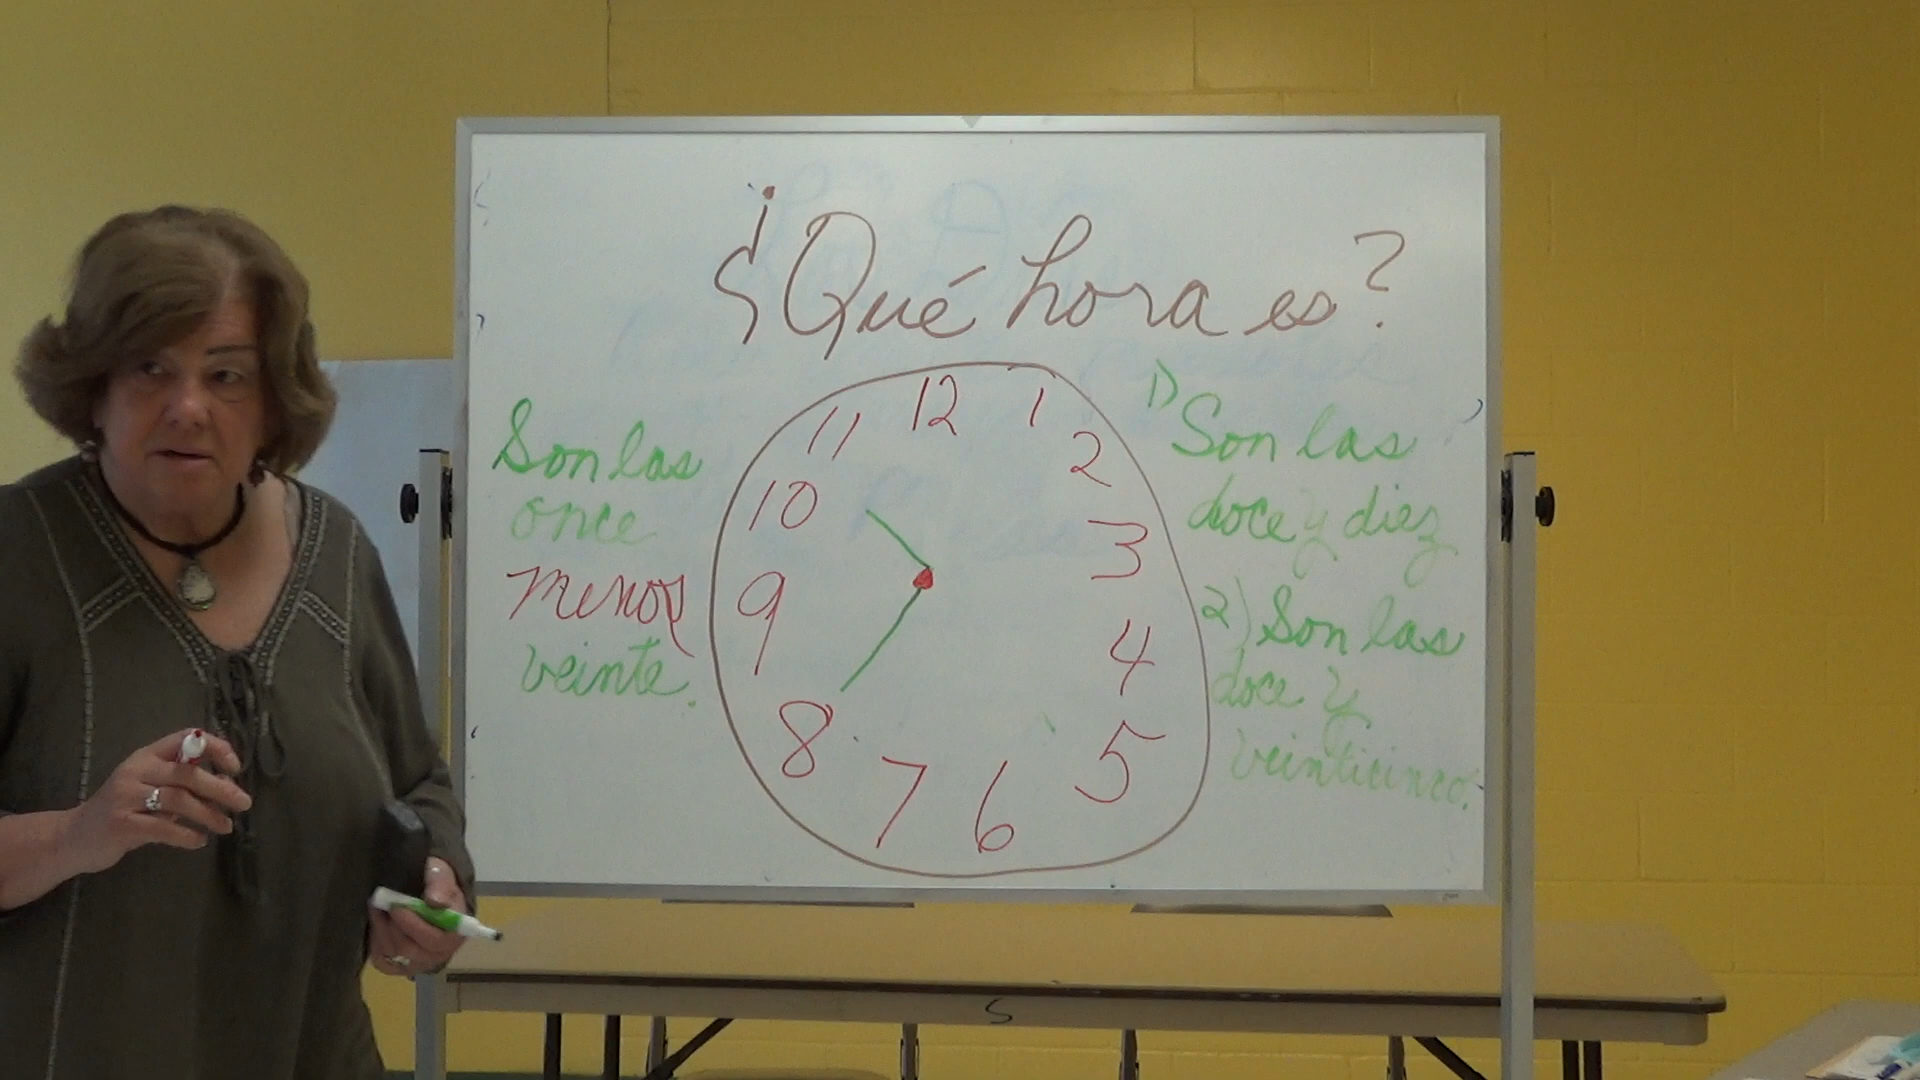 ¿Qué hora es?
Son las
once
menos
veinte.
12
1
2
3
4
5
6
7
8
9
10
11
1) Son las
doce y diez
2) Son las
doce y
veinticinco.
S